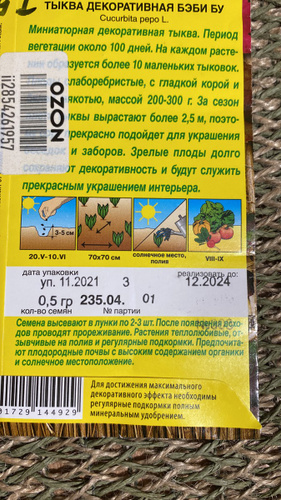 ТЫКВА ДЕКОРАТИВНАЯ БЭБИ БУ
Cucurbita pepo L.
Миниатюрная декоративная тыква. Период
вегетации около 100 дней. На каждом расте-
образуется более 10 маленьких тыковок.
слаборебристые, с гладкой корой и
мякотью, массой 200-300 г. За сезон
вырастают более 2,5 м, поэто-
прекрасно подойдет для украшения
и заборов. Зрелые плоды долго
декоративность и будут служить
прекрасным украшением интерьера.
OZON
ii2854261957
3-5 см
20.V-10.VI
70x70 см
солнечное место,
полив
VIII-IX
дата упаковки
реализовать до:
уп. 11.2021
3
12.2024
0,5 гр
235.04.
01
кол-во семян
№ партии
Семена высевают в лунки по 2-3 шт. После появления всхо-
дов проводят прореживание. Растения теплолюбивые, от-
зывчивые на полив и регулярные подкормки. Предпочита-
ют плодородные почвы с высоким содержанием органики
и солнечное местоположение.
Для достижения максимального
декоративного эффекта необходимы
регулярные подкормки полным
минеральным удобрением.
01729 144929